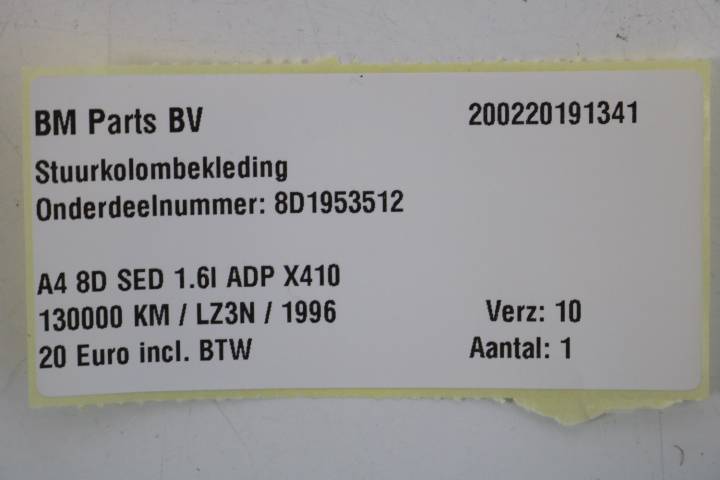 BM Parts BV 200220191341
Stuurkolombekleding
Onderdeelnummer: 8D1953512
A4 8D SED 1.6I ADP X410
130000 KM / LZ3N / 1996 Verz: 10
20 Euro incl. BTW Aantal: 1